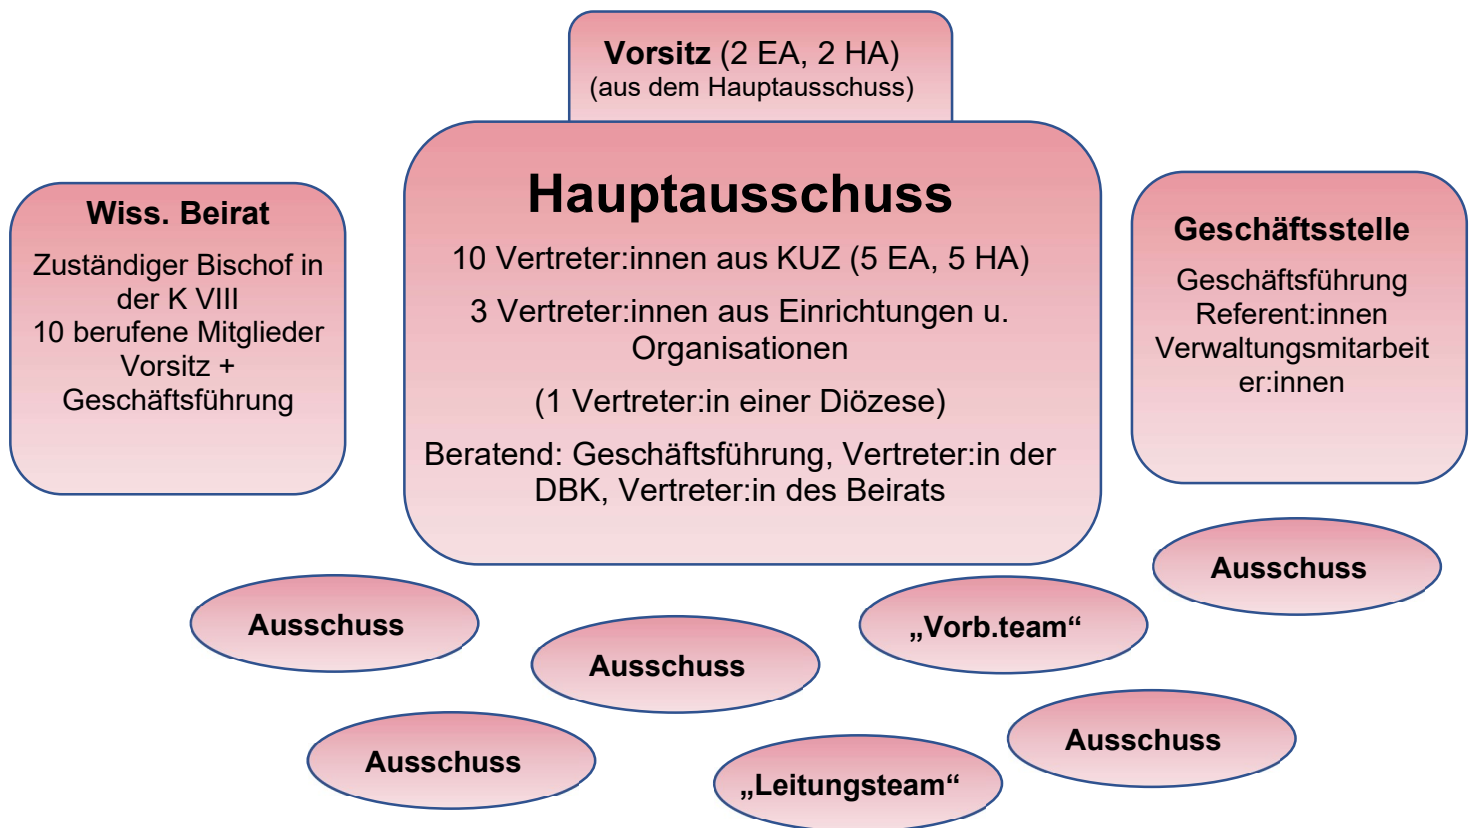 Vorsitz (2 EA, 2 HA)
(aus dem Hauptausschuss)
Wiss. Beirat
Zuständiger Bischof in
der K VIII
10 berufene Mitglieder
Vorsitz +
Geschäftsführung
Hauptausschuss
10 Vertreter:innen aus KUZ (5 EA, 5 HA)
3 Vertreter:innen aus Einrichtungen u.
Organisationen
(1 Vertreter:in einer Diözese)
Beratend: Geschäftsführung, Vertreter:in der
DBK, Vertreter:in des Beirats
Geschäftsstelle
Geschäftsführung
Referent:innen
Verwaltungsmitarbeit
er:innen
Ausschuss
Ausschuss
Ausschuss
„Vorb.team“
Ausschuss
„Leitungsteam“
Ausschuss